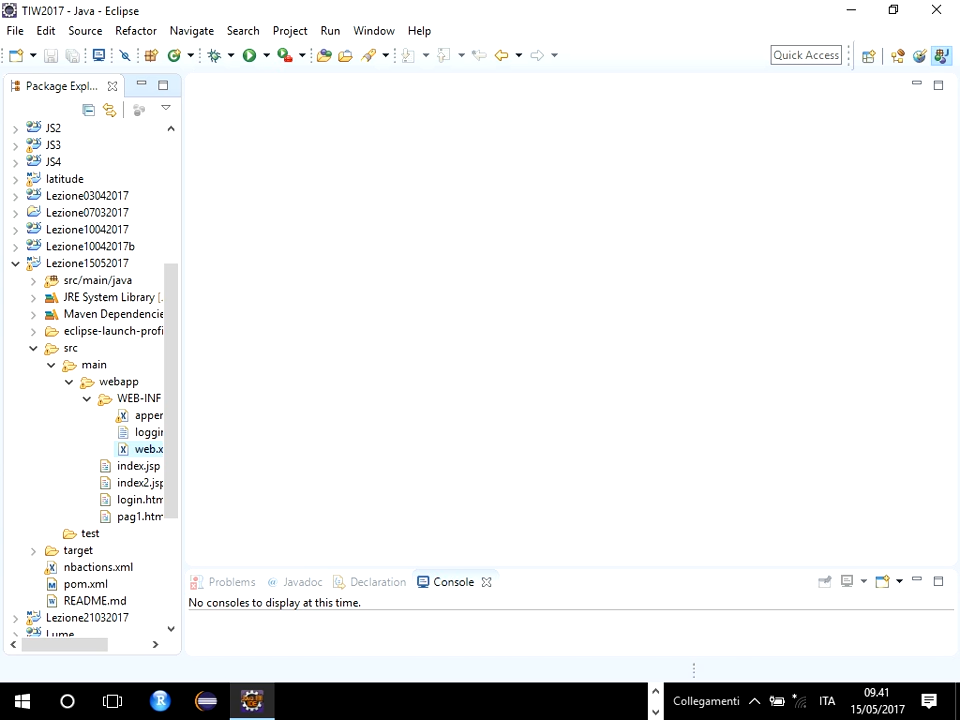 TIW2017 - Java - Eclipse
File Edit Source Refactor Navigate Search Project Run Window Help
Quick Access
Package Expl...
JS2
JS3
JS4
latitude
Lezione03042017
Lezione07032017
Lezione10042017
Lezione10042017b
Lezione15052017
src/main/java
JRE System Library [.
Maven Dependencie
eclipse-launch-profi
src
main
webapp
WEB-INF
apper
loggin
web.x
index.jsp
index2.jsp
login.htm
pag1.htm
test
target
nbactions.xml
pom.xml
README.md
Lezione21032017
Lume
Problems @ Javadoc Declaration Console
No consoles to display at this time.
Collegamenti ITA 09.41
15/05/2017